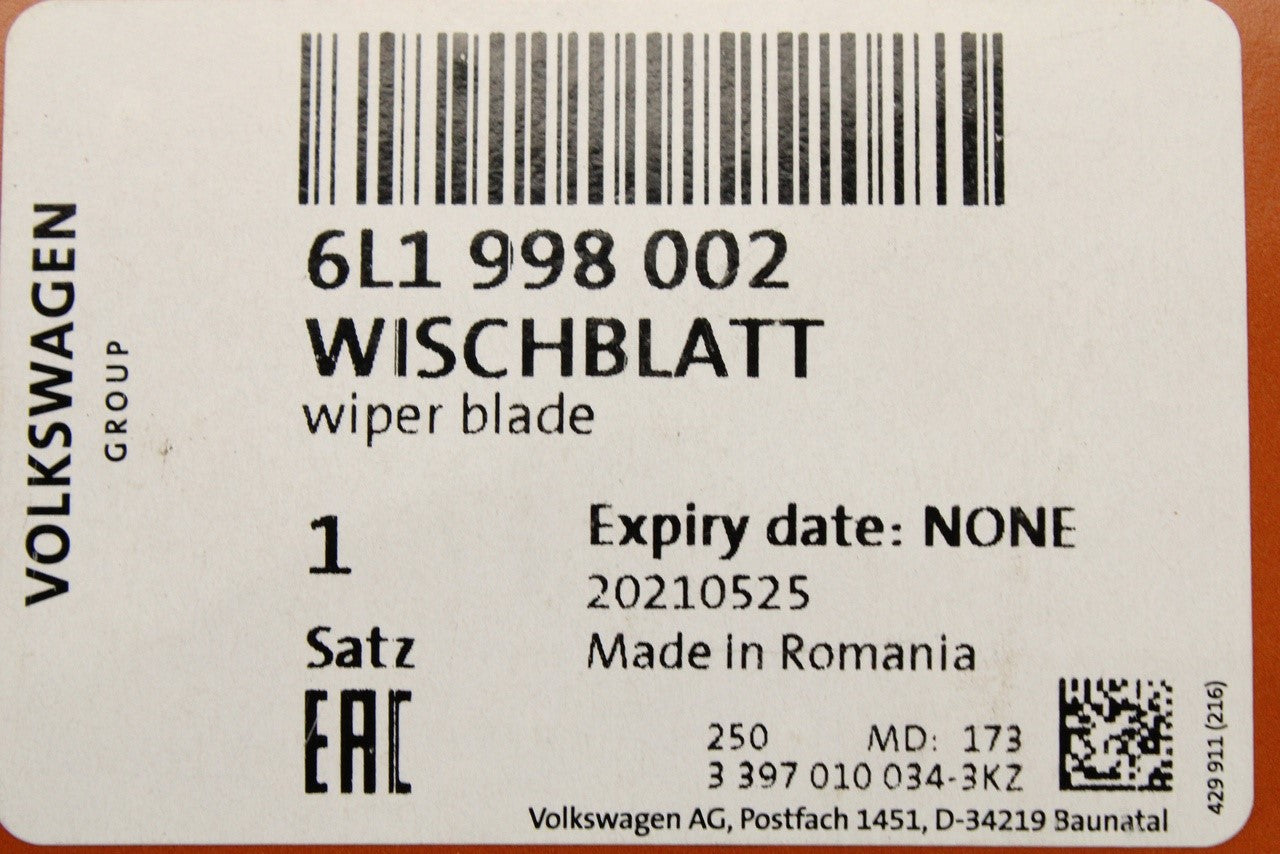 VOLKSWAGEN
GROUP
6L1 998 002
WISCHBLATT
wiper blade
1
Expiry date: NONE
20210525
Satz
Made in Romania
EAC
250 MD: 173
3 397 010 034-3KZ
Volkswagen AG, Postfach 1451, D-34219 Baunatal
429 911 (216)